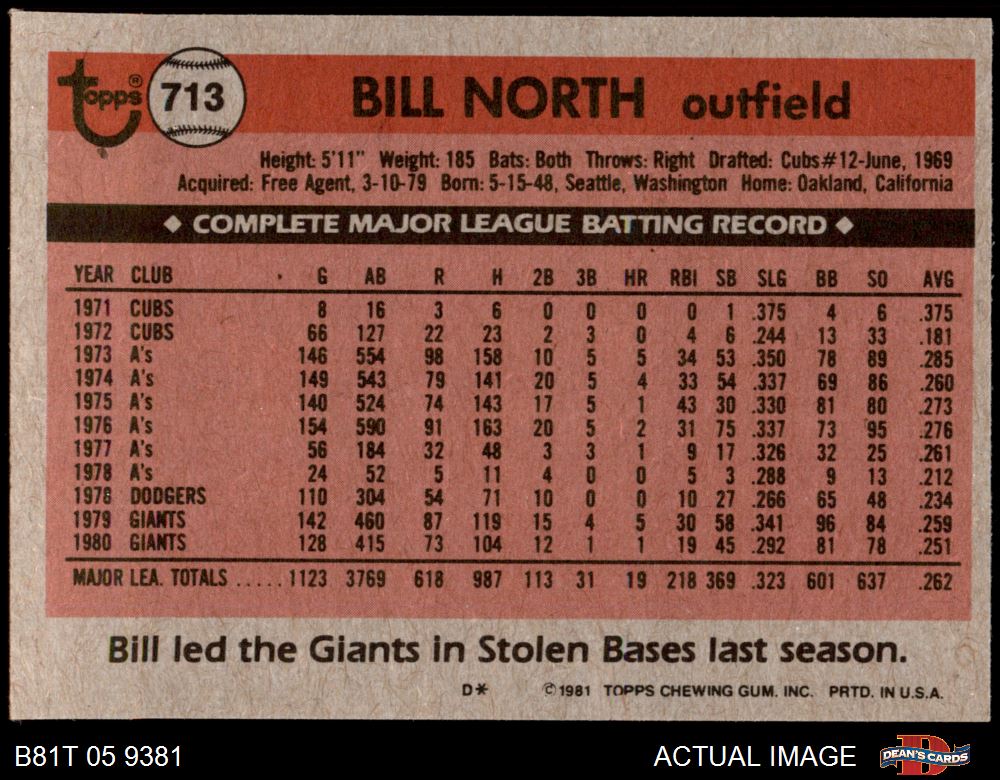 Topps® 713 BILL NORTH outfield
Height: 5'11" Weight: 185 Bats: Both Throws: Right Drafted: Cubs#12-June, 1969
Acquired: Free Agent, 3-10-79 Born: 5-15-48, Seattle, Washington Home: Oakland, California
◆ COMPLETE MAJOR LEAGUE BATTING RECORD ◆
YEAR CLUB G AB R H 2B 3B HR RBI SB SLG BB SO AVG
1971 CUBS 8 16 3 6 0 0 0 0 1 .375 4 6 .375
1972 CUBS 66 127 22 23 2 3 0 4 6 .244 13 33 .181
1973 A's 146 554 98 158 10 5 5 34 53 .350 78 89 .285
1974 A's 149 543 79 141 20 5 4 33 54 .337 69 86 .260
1975 A's 140 524 74 143 17 5 1 43 30 .330 81 80 .273
1976 A's 154 590 91 163 20 5 2 31 75 .337 73 95 .276
1977 A's 56 184 32 48 3 3 1 9 17 .326 32 25 .261
1978 A's 24 52 5 11 4 0 0 5 3 .288 9 13 .212
1978 DODGERS 110 304 54 71 10 0 0 10 27 .266 65 48 .234
1979 GIANTS 142 460 87 119 15 4 5 30 58 .341 96 84 .259
1980 GIANTS 128 415 73 104 12 1 1 19 45 .292 81 78 .251
MAJOR LEA. TOTALS ..... 1123 3769 618 987 113 31 19 218 369 .323 601 637 .262
Bill led the Giants in Stolen Bases last season.
D* © 1981 TOPPS CHEWING GUM. INC. PRTD. IN U.S.A.
B81T 05 9381 ACTUAL IMAGE DEAN'S CARDS